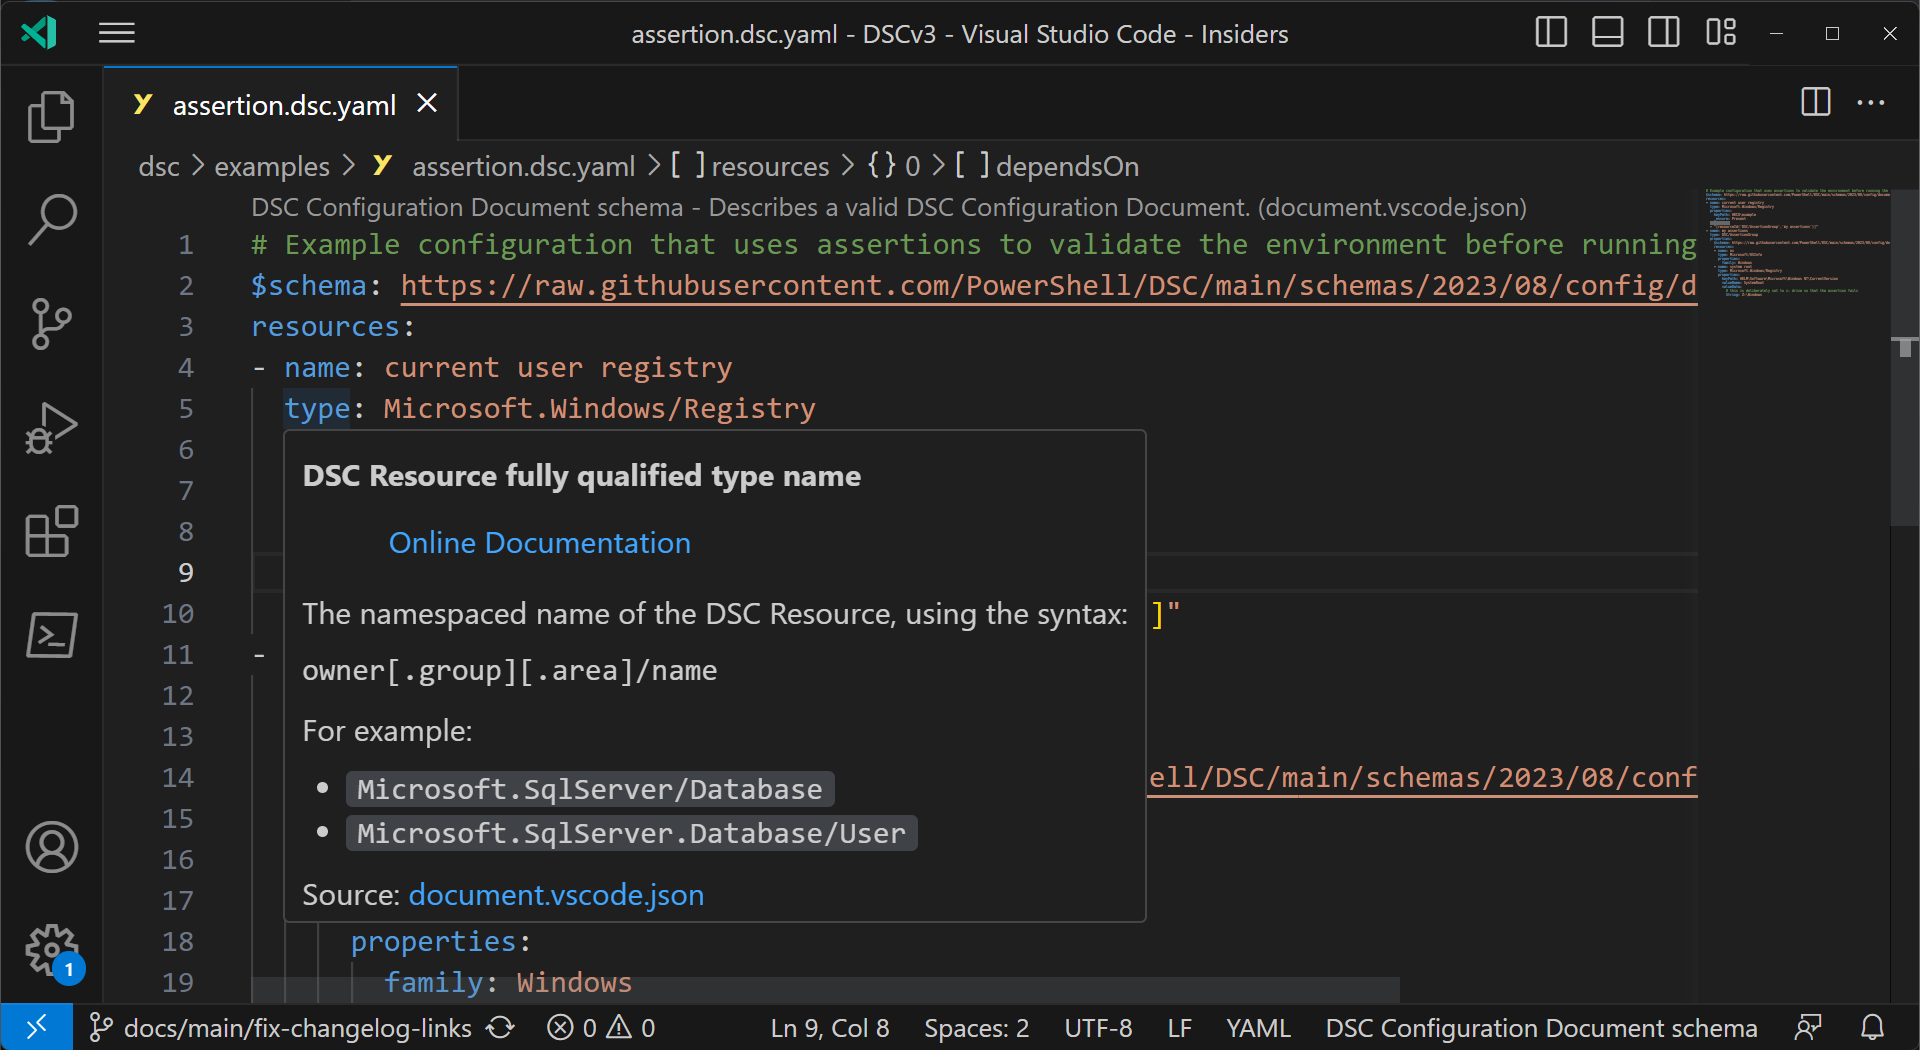 assertion.dsc.yaml - DSCv3 - Visual Studio Code - Insiders
assertion.dsc.yaml
dsc > examples > assertion.dsc.yaml > [ ] resources > {} 0 > [ ] dependsOn
DSC Configuration Document schema - Describes a valid DSC Configuration Document. (document.vscode.json)
1 # Example configuration that uses assertions to validate the environment before running
2 $schema: https://raw.githubusercontent.com/PowerShell/DSC/main/schemas/2023/08/config/d
3 resources:
4 - name: current user registry
5 type: Microsoft.Windows/Registry
6
DSC Resource fully qualified type name
7
8
Online Documentation
9
10 ]"
The namespaced name of the DSC Resource, using the syntax:
11 -
owner[.group][.area]/name
12
13
For example:
14 ell/DSC/main/schemas/2023/08/conf
Microsoft.SqlServer/Database
15
Microsoft.SqlServer.Database/User
16
17
Source: document.vscode.json
18 properties:
19 family: Windows
1
docs/main/fix-changelog-links 0 0 Ln 9, Col 8 Spaces: 2 UTF-8 LF YAML DSC Configuration Document schema